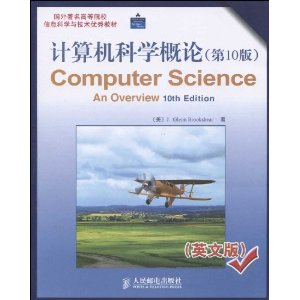 国外著名高等院校
信息科学与技术优秀教材
计算机科学概论(第10版)
Computer Science
An Overview 10th Edition
[美] J. Glenn Brookshear 著
(英文版)
人民邮电出版社